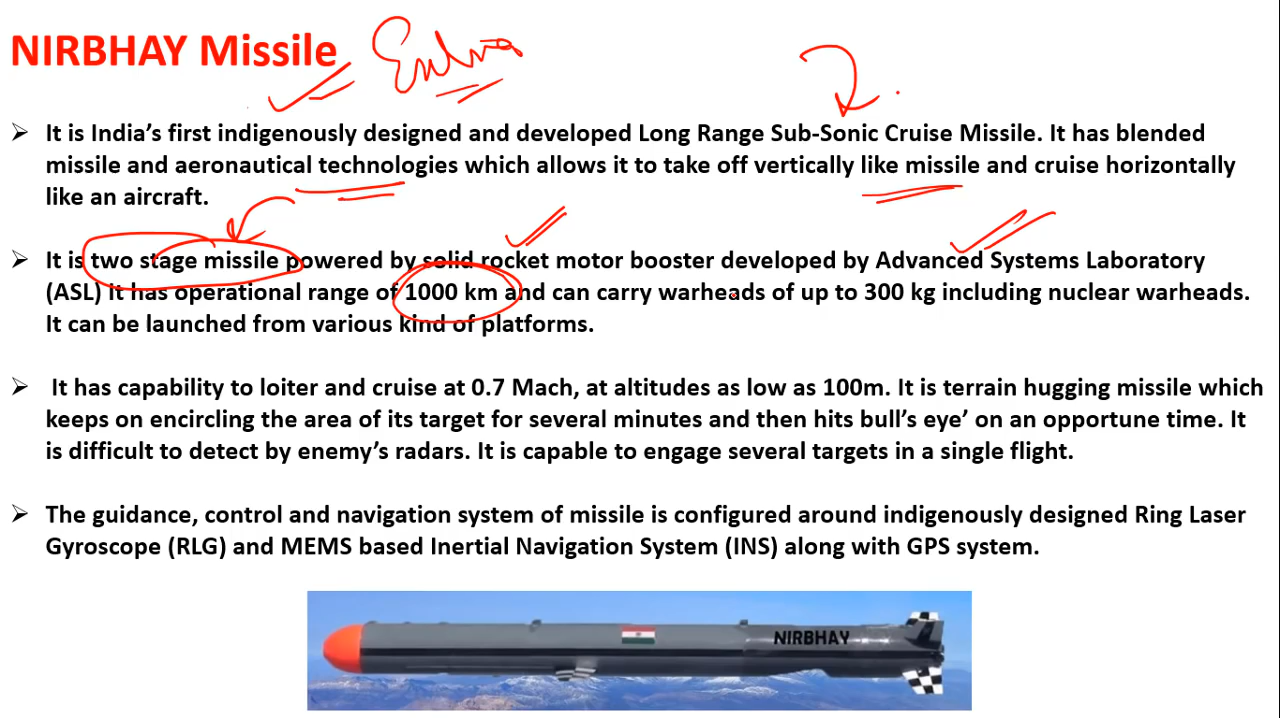 NIRBHAY Missile
➢ It is India's first indigenously designed and developed Long Range Sub-Sonic Cruise Missile. It has blended
missile and aeronautical technologies which allows it to take off vertically like missile and cruise horizontally
like an aircraft.
➢ It is two stage missile powered by solid rocket motor booster developed by Advanced Systems Laboratory
(ASL) It has operational range of 1000 km and can carry warheads of up to 300 kg including nuclear warheads.
It can be launched from various kind of platforms.
➢ It has capability to loiter and cruise at 0.7 Mach, at altitudes as low as 100m. It is terrain hugging missile which
keeps on encircling the area of its target for several minutes and then hits bull's eye' on an opportune time. It
is difficult to detect by enemy's radars. It is capable to engage several targets in a single flight.
➢ The guidance, control and navigation system of missile is configured around indigenously designed Ring Laser
Gyroscope (RLG) and MEMS based Inertial Navigation System (INS) along with GPS system.
NIRBHAY